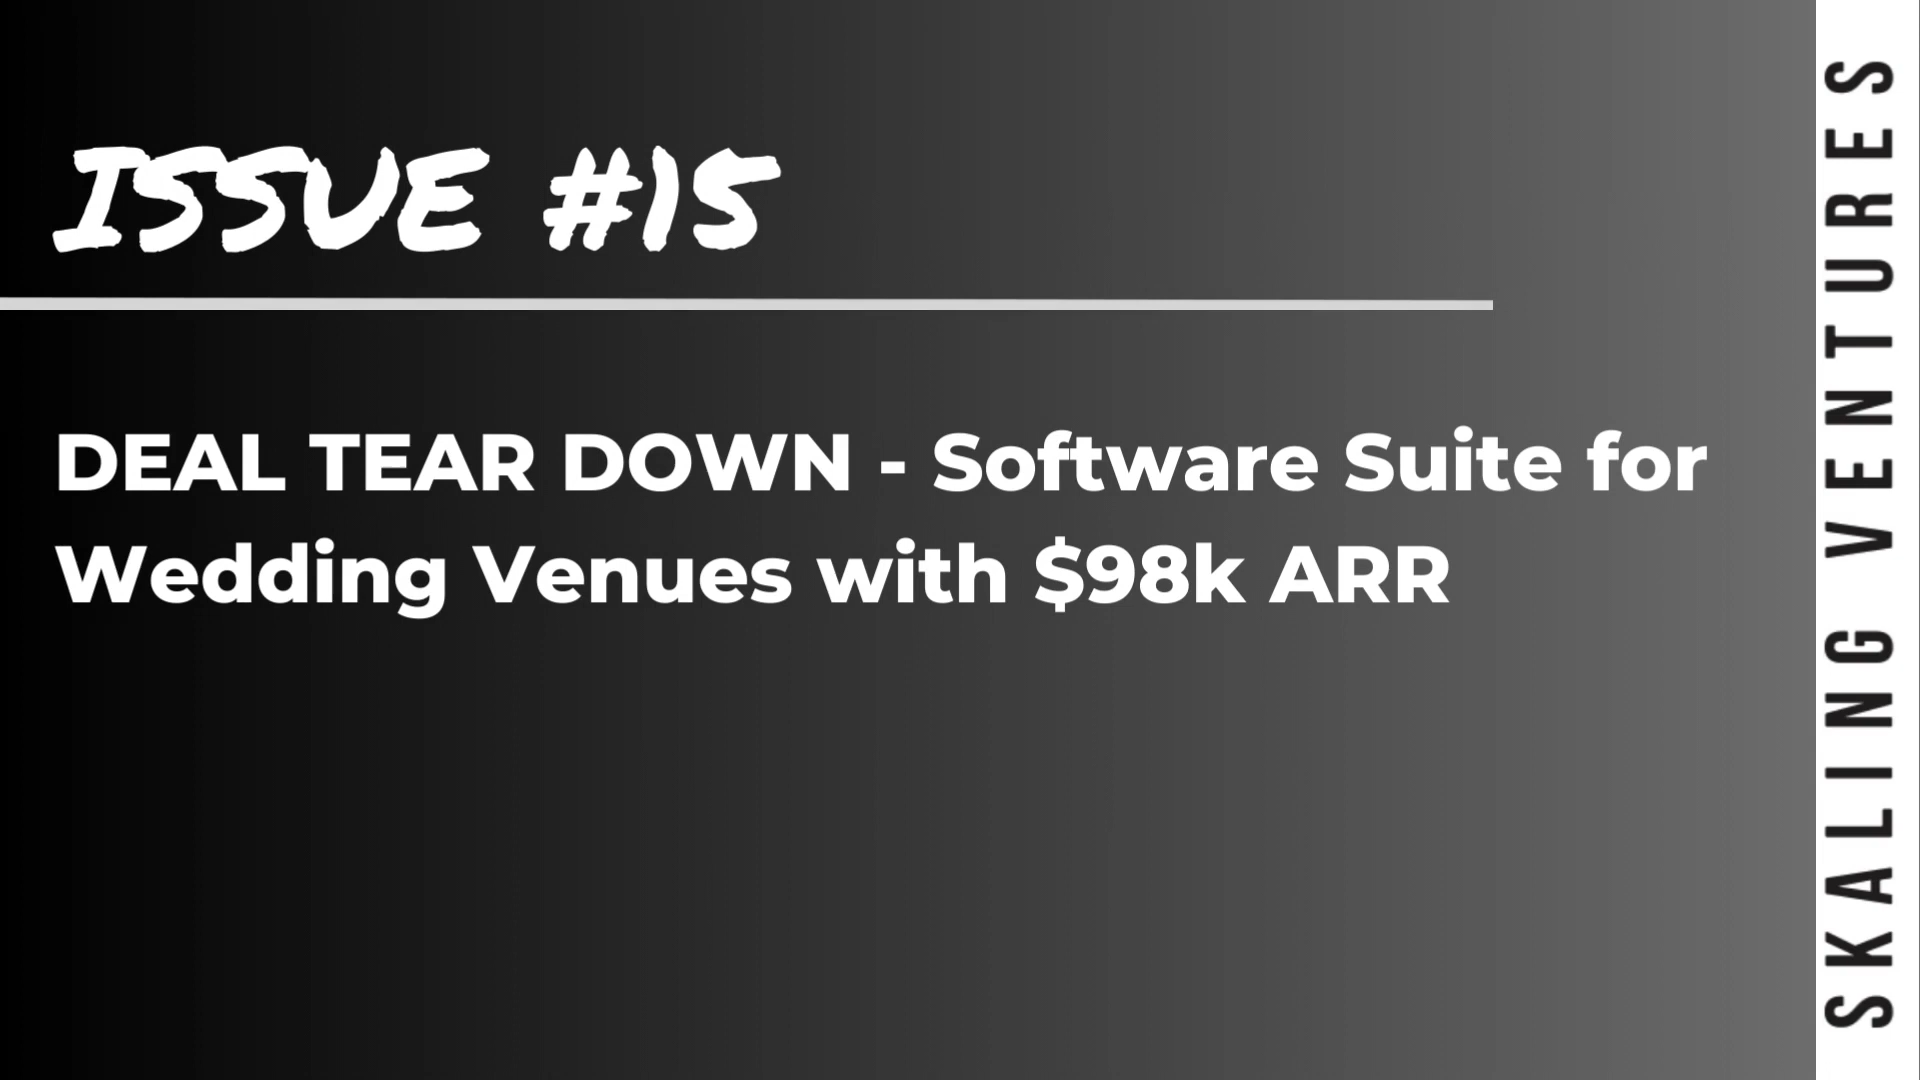 ISSUE #15
DEAL TEAR DOWN - Software Suite for
Wedding Venues with $98k ARR
SKALING VENTURES